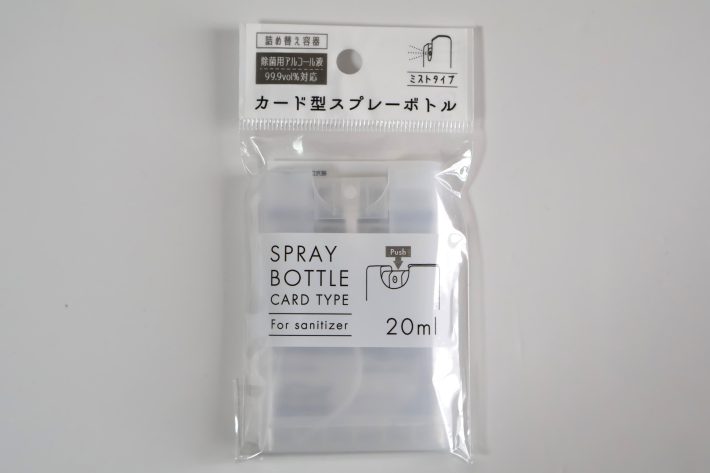 詰め替え容器
除菌用アルコール液
99.9vol%対応
ミストタイプ
カード型スプレーボトル
SPRAY
BOTTLE
CARD TYPE
For sanitizer
Push
20ml